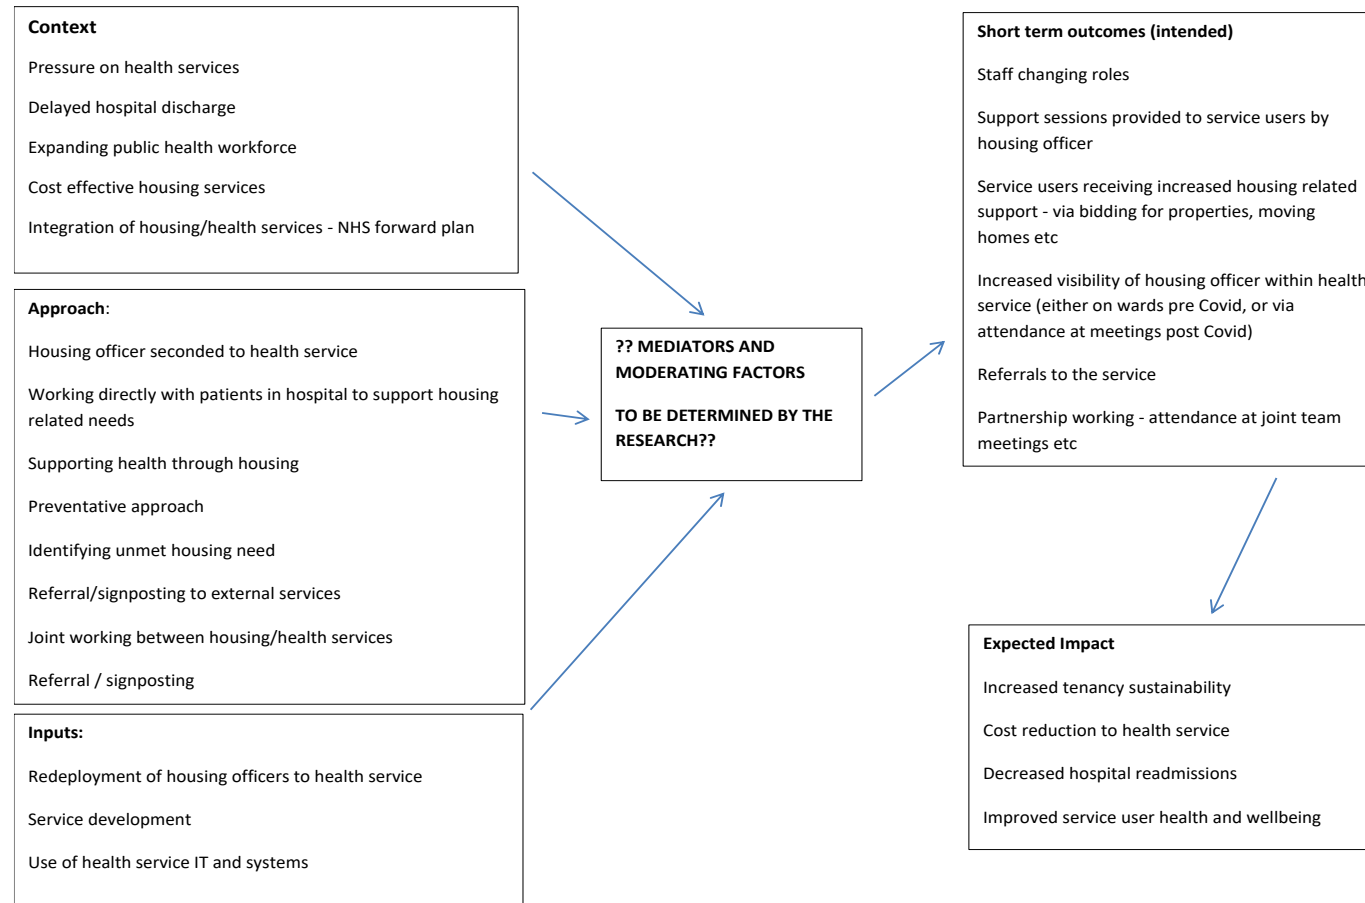 Context
Pressure on health services
Delayed hospital discharge
Expanding public health workforce
Cost effective housing services
Integration of housing/health services - NHS forward plan
Approach:
Housing officer seconded to health service
Working directly with patients in hospital to support housing
related needs
Supporting health through housing
Preventative approach
Identifying unmet housing need
Referral/signposting to external services
Joint working between housing/health services
Referral / signposting
Inputs:
Redeployment of housing officers to health service
Service development
Use of health service IT and systems
?? MEDIATORS AND
MODERATING FACTORS
TO BE DETERMINED BY THE
RESEARCH??
Short term outcomes (intended)
Staff changing roles
Support sessions provided to service users by
housing officer
Service users receiving increased housing related
support - via bidding for properties, moving
homes etc
Increased visibility of housing officer within health
service (either on wards pre Covid, or via
attendance at meetings post Covid)
Referrals to the service
Partnership working - attendance at joint team
meetings etc
Expected Impact
Increased tenancy sustainability
Cost reduction to health service
Decreased hospital readmissions
Improved service user health and wellbeing